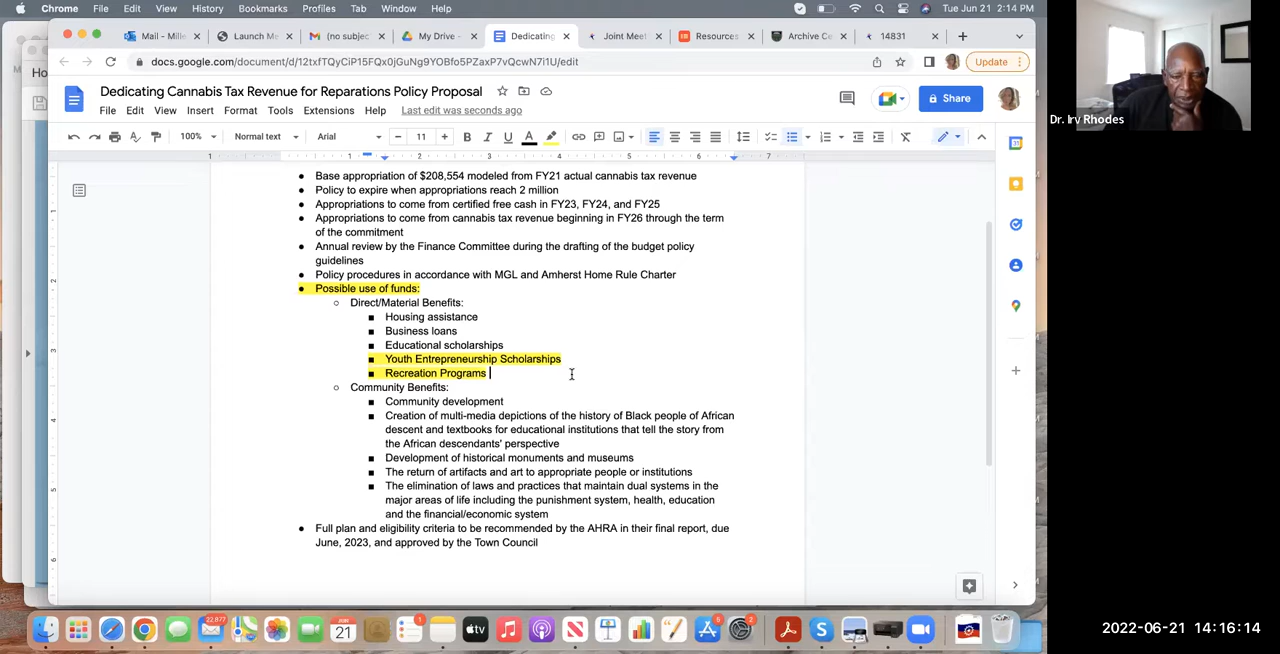 Chrome File Edit View History Bookmarks Profiles Tab Window Help Tue Jun 21 2:14 PM
Mail - Mille Launch Me (no subjec My Drive - Dedicating Joint Meet Resources Archive Ce 14831
docs.google.com/document/d/12txfTQyCiP15FQx0jGuNg9YOBfo5PZaxP7vQcwN7i1U/edit Update
Dedicating Cannabis Tax Revenue for Reparations Policy Proposal
File Edit View Insert Format Tools Extensions Help Last edit was seconds ago Share
100% Normal text Arial 11
Base appropriation of $208,554 modeled from FY21 actual cannabis tax revenue
Policy to expire when appropriations reach 2 million
Appropriations to come from certified free cash in FY23, FY24, and FY25
Appropriations to come from cannabis tax revenue beginning in FY26 through the term
of the commitment
Annual review by the Finance Committee during the drafting of the budget policy
guidelines
Policy procedures in accordance with MGL and Amherst Home Rule Charter
Possible use of funds:
Direct/Material Benefits:
Housing assistance
Business loans
Educational scholarships
Youth Entrepreneurship Scholarships
Recreation Programs
Community Benefits:
Community development
Creation of multi-media depictions of the history of Black people of African
descent and textbooks for educational institutions that tell the story from
the African descendants' perspective
Development of historical monuments and museums
The return of artifacts and art to appropriate people or institutions
The elimination of laws and practices that maintain dual systems in the
major areas of life including the punishment system, health, education
and the financial/economic system
Full plan and eligibility criteria to be recommended by the AHRA in their final report, due
June, 2023, and approved by the Town Council
Dr. Irv Rhodes
2022-06-21 14:16:14